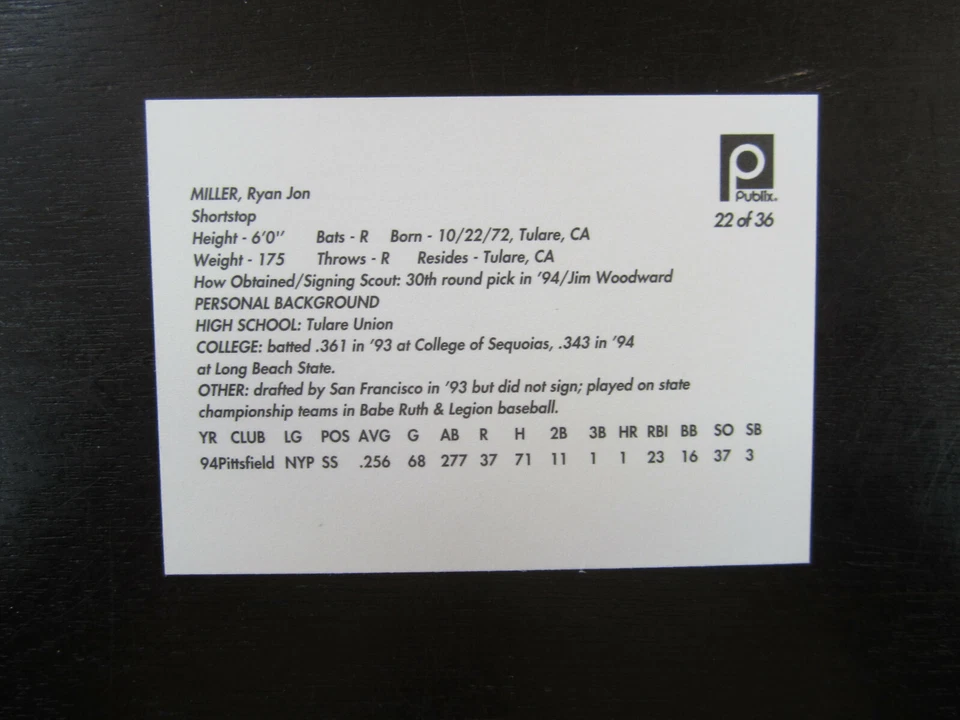 Publix.
22 of 36
MILLER, Ryan Jon
Shortstop
Height - 6'0'' Bats - R Born - 10/22/72, Tulare, CA
Weight - 175 Throws - R Resides - Tulare, CA
How Obtained/Signing Scout: 30th round pick in '94/Jim Woodward
PERSONAL BACKGROUND
HIGH SCHOOL: Tulare Union
COLLEGE: batted .361 in '93 at College of Sequoias, .343 in '94
at Long Beach State.
OTHER: drafted by San Francisco in '93 but did not sign; played on state
championship teams in Babe Ruth & Legion baseball.
YR CLUB LG POS AVG G AB R H 2B 3B HR RBI BB SO SB
94Pittsfield NYP SS .256 68 277 37 71 11 1 1 23 16 37 3